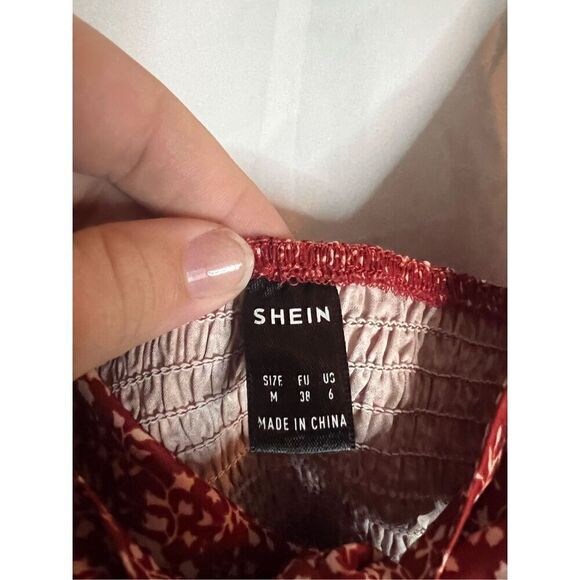 SHEIN
SIZE EU US
M 38 6
MADE IN CHINA